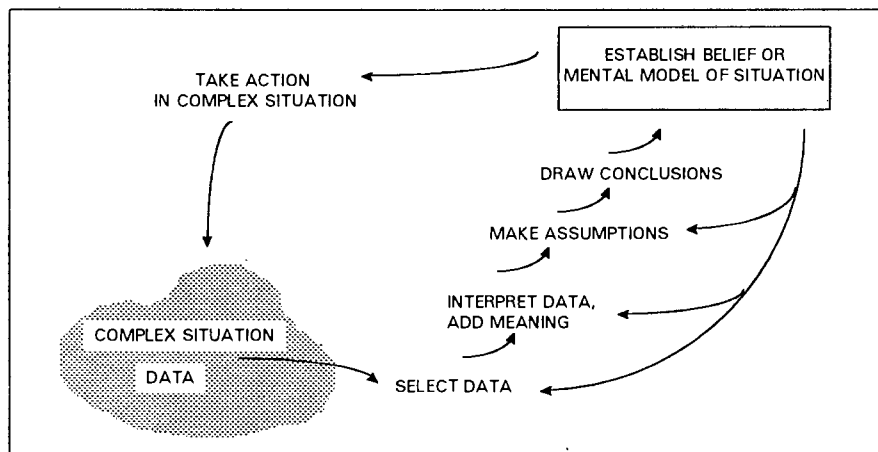 ESTABLISH BELIEF OR
MENTAL MODEL OF SITUATION
TAKE ACTION
IN COMPLEX SITUATION
DRAW CONCLUSIONS
MAKE ASSUMPTIONS
INTERPRET DATA,
ADD MEANING
COMPLEX SITUATION
DATA
SELECT DATA